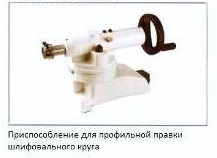 Приспособление для профильной правки
шлифовального круга